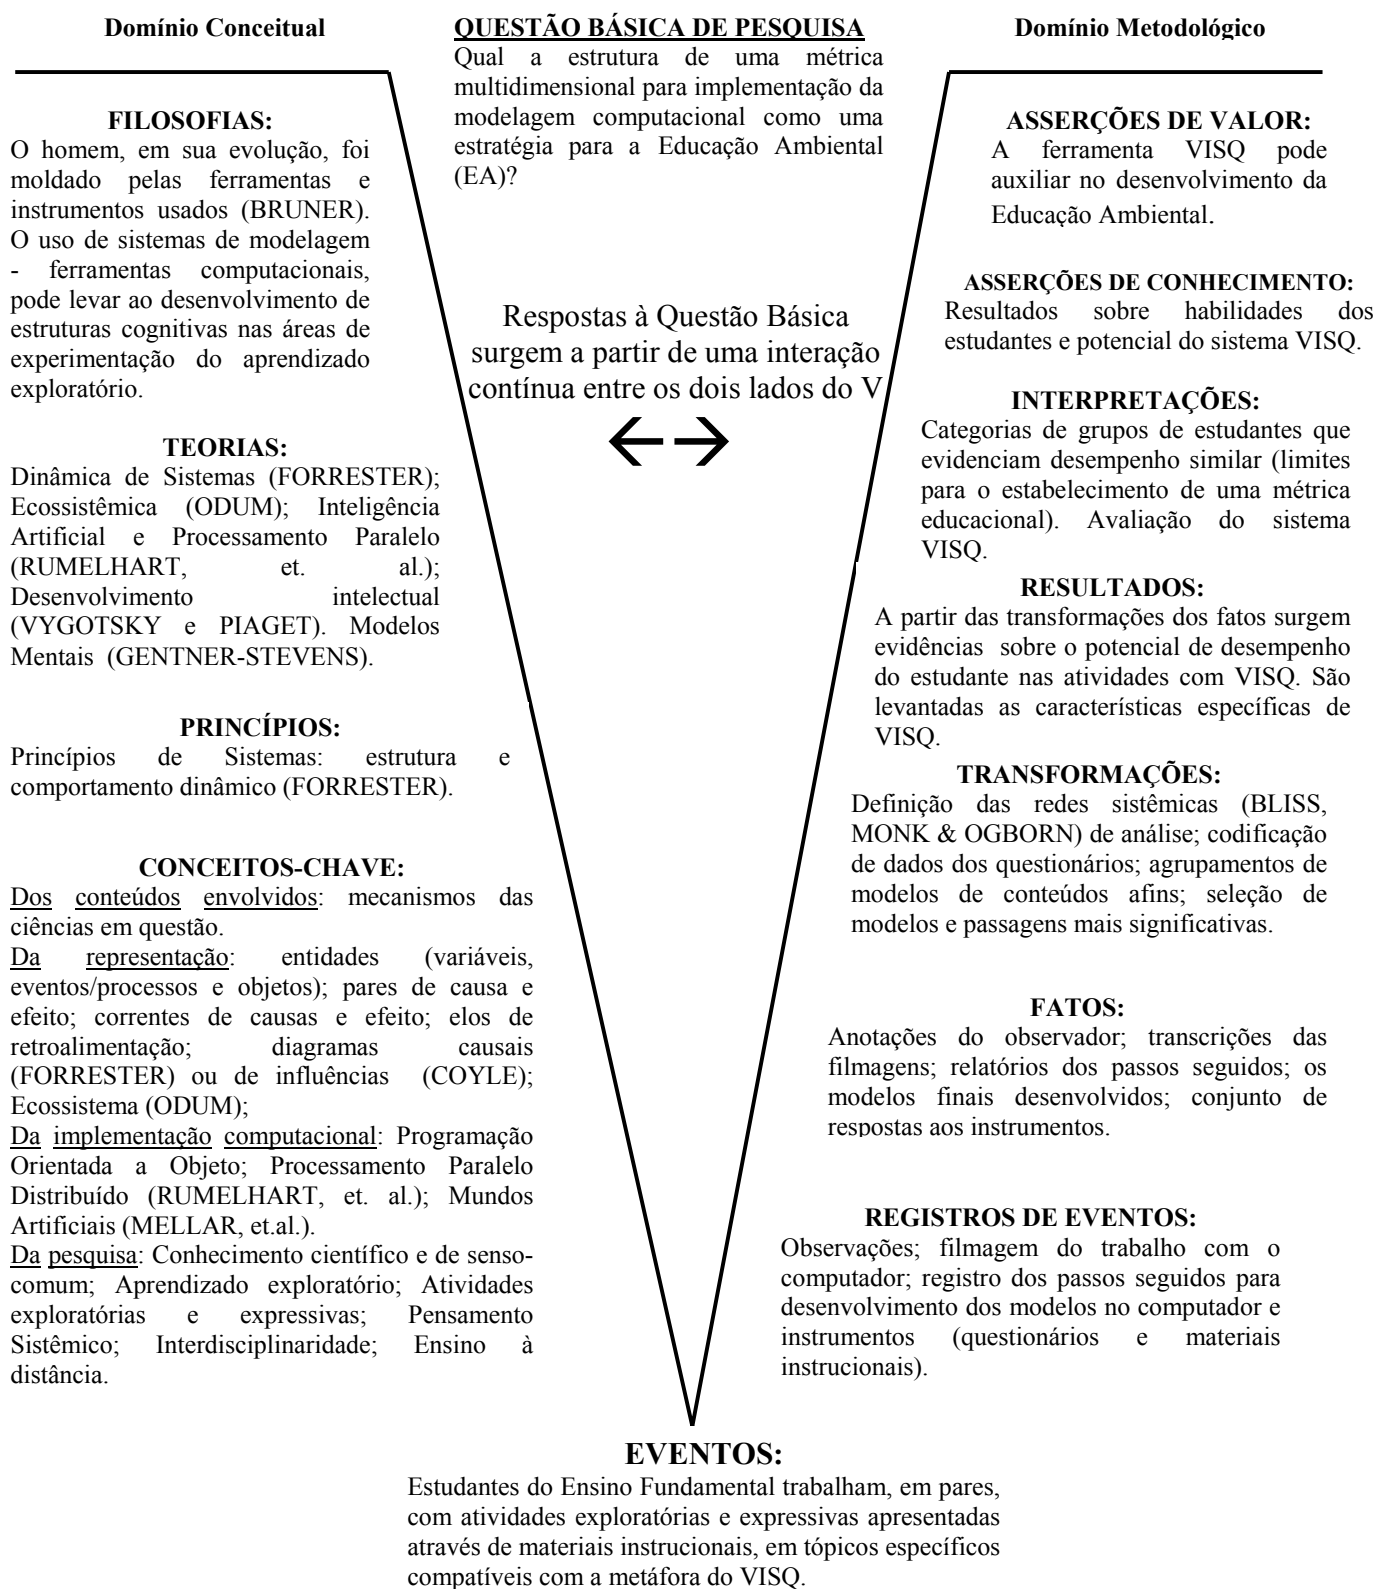 Domínio Conceitual
FILOSOFIAS:
O homem, em sua evolução, foi
moldado pelas ferramentas e
instrumentos usados (BRUNER).
O uso de sistemas de modelagem
- ferramentas computacionais,
pode levar ao desenvolvimento de
estruturas cognitivas nas áreas de
experimentação do aprendizado
exploratório.
TEORIAS:
Dinâmica de Sistemas (FORRESTER);
Ecossistêmica (ODUM); Inteligência
Artificial e Processamento Paralelo
(RUMELHART, et. al.);
Desenvolvimento intelectual
(VYGOTSKY e PIAGET). Modelos
Mentais (GENTNER-STEVENS).
PRINCÍPIOS:
Princípios de Sistemas: estrutura e
comportamento dinâmico (FORRESTER).
CONCEITOS-CHAVE:
Dos conteúdos envolvidos: mecanismos das
ciências em questão.
Da representação: entidades (variáveis,
eventos/processos e objetos); pares de causa e
efeito; correntes de causas e efeito; elos de
retroalimentação; diagramas causais
(FORRESTER) ou de influências (COYLE);
Ecossistema (ODUM);
Da implementação computacional: Programação
Orientada a Objeto; Processamento Paralelo
Distribuído (RUMELHART, et. al.); Mundos
Artificiais (MELLAR, et.al.).
Da pesquisa: Conhecimento científico e de senso-
comum; Aprendizado exploratório; Atividades
exploratórias e expressivas; Pensamento
Sistêmico; Interdisciplinaridade; Ensino à
distância.
QUESTÃO BÁSICA DE PESQUISA
Qual a estrutura de uma métrica
multidimensional para implementação da
modelagem computacional como uma
estratégia para a Educação Ambiental
(EA)?
Respostas à Questão Básica
surgem a partir de uma interação
contínua entre os dois lados do V
Domínio Metodológico
ASSERÇÕES DE VALOR:
A ferramenta VISQ pode
auxiliar no desenvolvimento da
Educação Ambiental.
ASSERÇÕES DE CONHECIMENTO:
Resultados sobre habilidades dos
estudantes e potencial do sistema VISQ.
INTERPRETAÇÕES:
Categorias de grupos de estudantes que
evidenciam desempenho similar (limites
para o estabelecimento de uma métrica
educacional). Avaliação do sistema
VISQ.
RESULTADOS:
A partir das transformações dos fatos surgem
evidências sobre o potencial de desempenho
do estudante nas atividades com VISQ. São
levantadas as características específicas de
VISQ.
TRANSFORMAÇÕES:
Definição das redes sistêmicas (BLISS,
MONK & OGBORN) de análise; codificação
de dados dos questionários; agrupamentos de
modelos de conteúdos afins; seleção de
modelos e passagens mais significativas.
FATOS:
Anotações do observador; transcrições das
filmagens; relatórios dos passos seguidos; os
modelos finais desenvolvidos; conjunto de
respostas aos instrumentos.
REGISTROS DE EVENTOS:
Observações; filmagem do trabalho com o
computador; registro dos passos seguidos para
desenvolvimento dos modelos no computador e
instrumentos (questionários e materiais
instrucionais).
EVENTOS:
Estudantes do Ensino Fundamental trabalham, em pares,
com atividades exploratórias e expressivas apresentadas
através de materiais instrucionais, em tópicos específicos
compatíveis com a metáfora do VISQ.